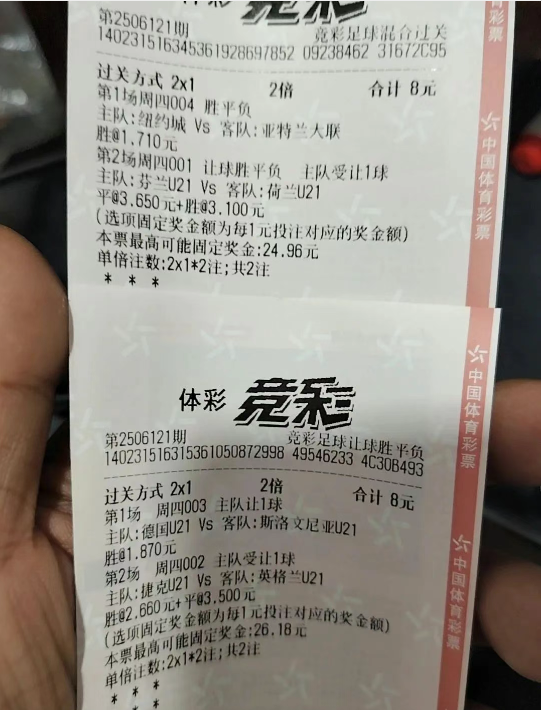 体彩 竞彩
第2506121期 竞彩足球混合过关
140231516345361928697852 09238462 31672C95
过关方式 2x1 2倍 合计 8元
第1场周四004 胜平负
主队:纽约城 Vs 客队:亚特兰大联
胜@1.710元
第2场周四001 让球胜平负 主队受让1球
主队:芬兰U21 Vs 客队:荷兰U21
平@3.650元+胜@3.100元
(选项固定奖金额为每1元投注对应的奖金额)
本票最高可能固定奖金:24.96元
单倍注数:2x1*2注;共2注
* * *
彩票
中国体育彩票
体彩 竞彩
第2506121期 竞彩足球让球胜平负
140231516315361050872998 49546233 4C30B493
过关方式 2x1 2倍 合计 8元
第1场 周四003 主队让1球
主队:德国U21 Vs 客队:斯洛文尼亚U21
胜@1.870元
第2场 周四002 主队受让1球
主队:捷克U21 Vs 客队:英格兰U21
胜@2.660元+平@3.500元
(选项固定奖金额为每1元投注对应的奖金额)
本票最高可能固定奖金:26.18元
单倍注数:2x1*2注;共2注
* * *
* *
中国体育彩票
中国体育彩票